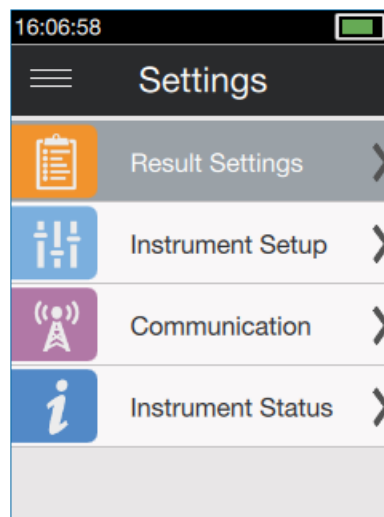 16:06:58
Settings
Result Settings
Instrument Setup
Communication
Instrument Status